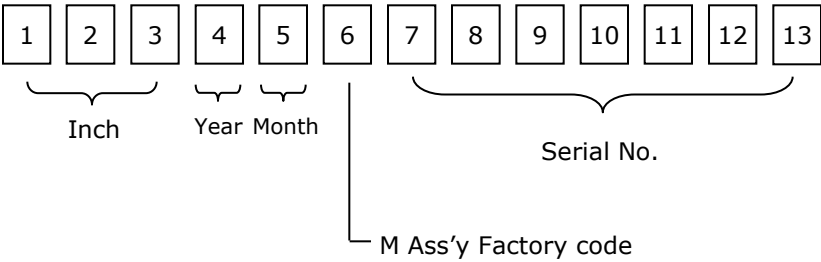 1 2 3 4 5 6 7 8 9 10 11 12 13
Inch Year Month
Serial No.
M Ass’y Factory code